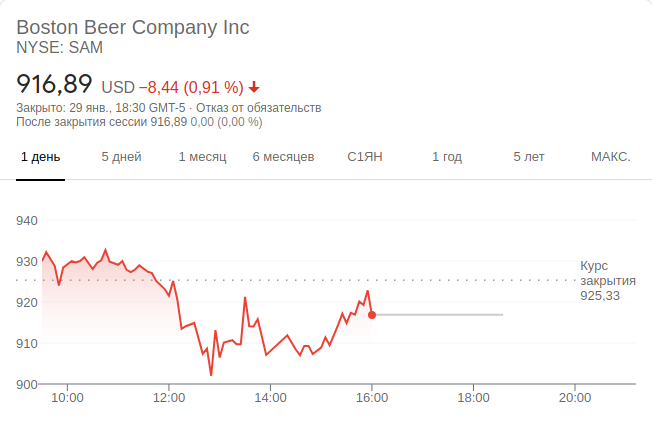 Boston Beer Company Inc
NYSE: SAM
916,89 USD −8,44 (0,91 %)
Закрыто: 29 янв., 18:30 GMT-5 · Отказ от обязательств
После закрытия сессии 916,89 0,00 (0,00 %)
1 день 5 дней 1 месяц 6 месяцев С1ЯН 1 год 5 лет МАКС.
940
930
Курс
закрытия
925,33
920
910
900
10:00 12:00 14:00 16:00 18:00 20:00